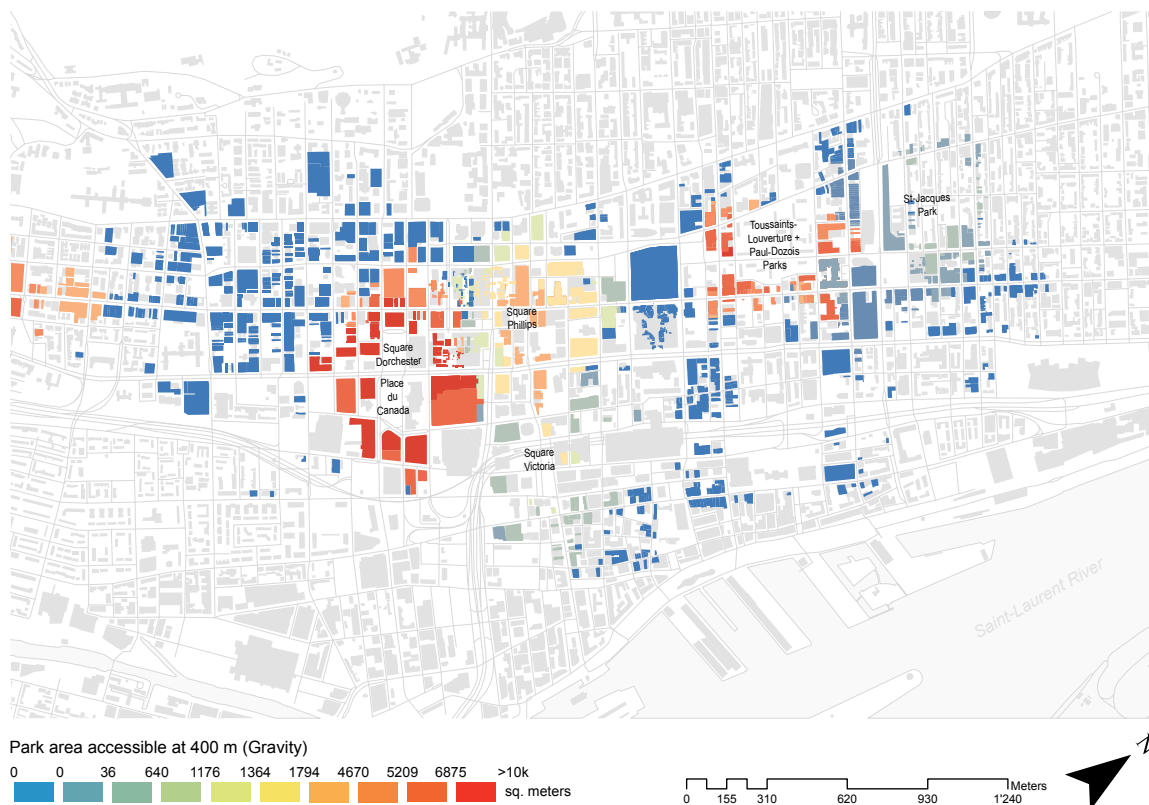 St-Jacques
Park
Toussaints-
Louverture +
Paul-Dozois
Parks
Square
Phillips
Square
Dorchester
Place
du
Canada
Square
Victoria
Saint-Laurent River
Park area accessible at 400 m (Gravity)
0 0 36 640 1176 1364 1794 4670 5209 6875 >10k
sq. meters
Meters
0 155 310 620 930 1'240
N